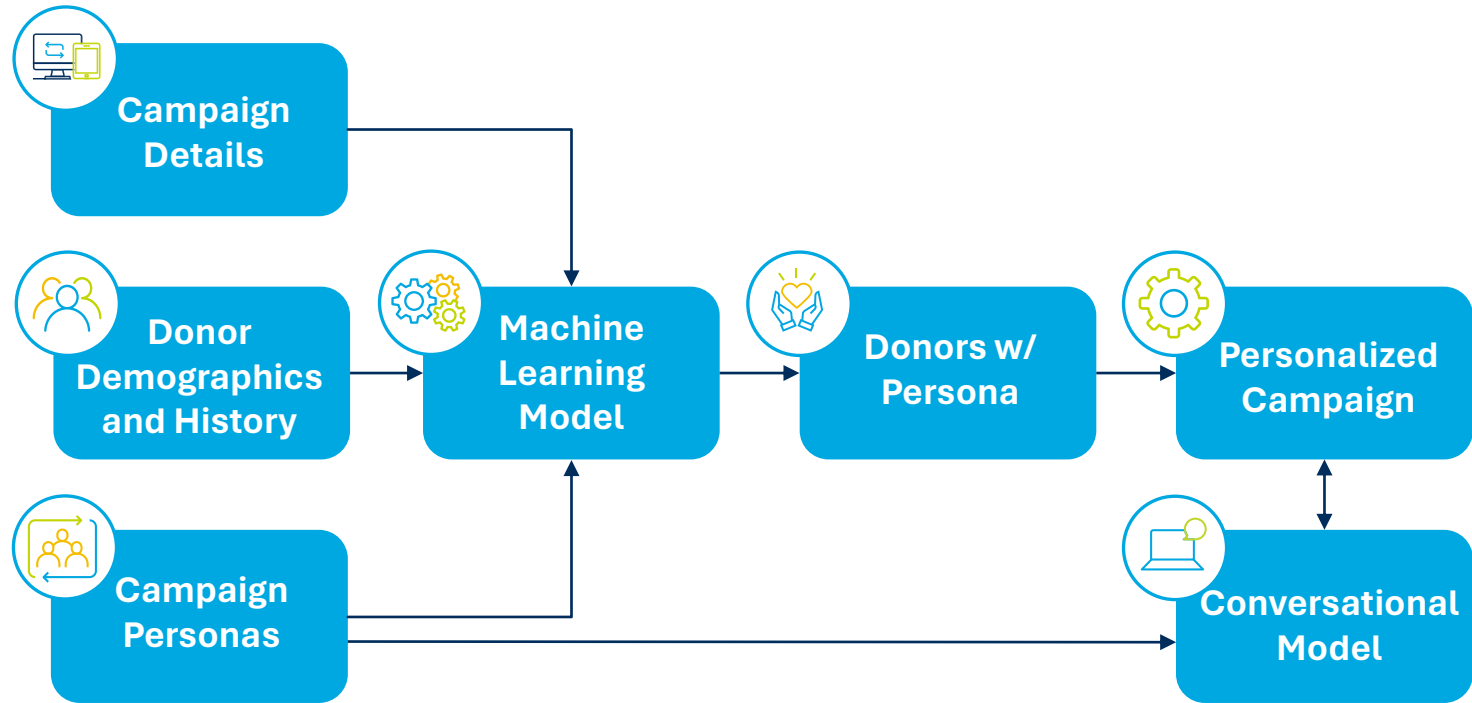 Campaign
Details
Donor
Demographics
and History
Machine
Learning
Model
Donors w/
Persona
Personalized
Campaign
Campaign
Personas
Conversational
Model